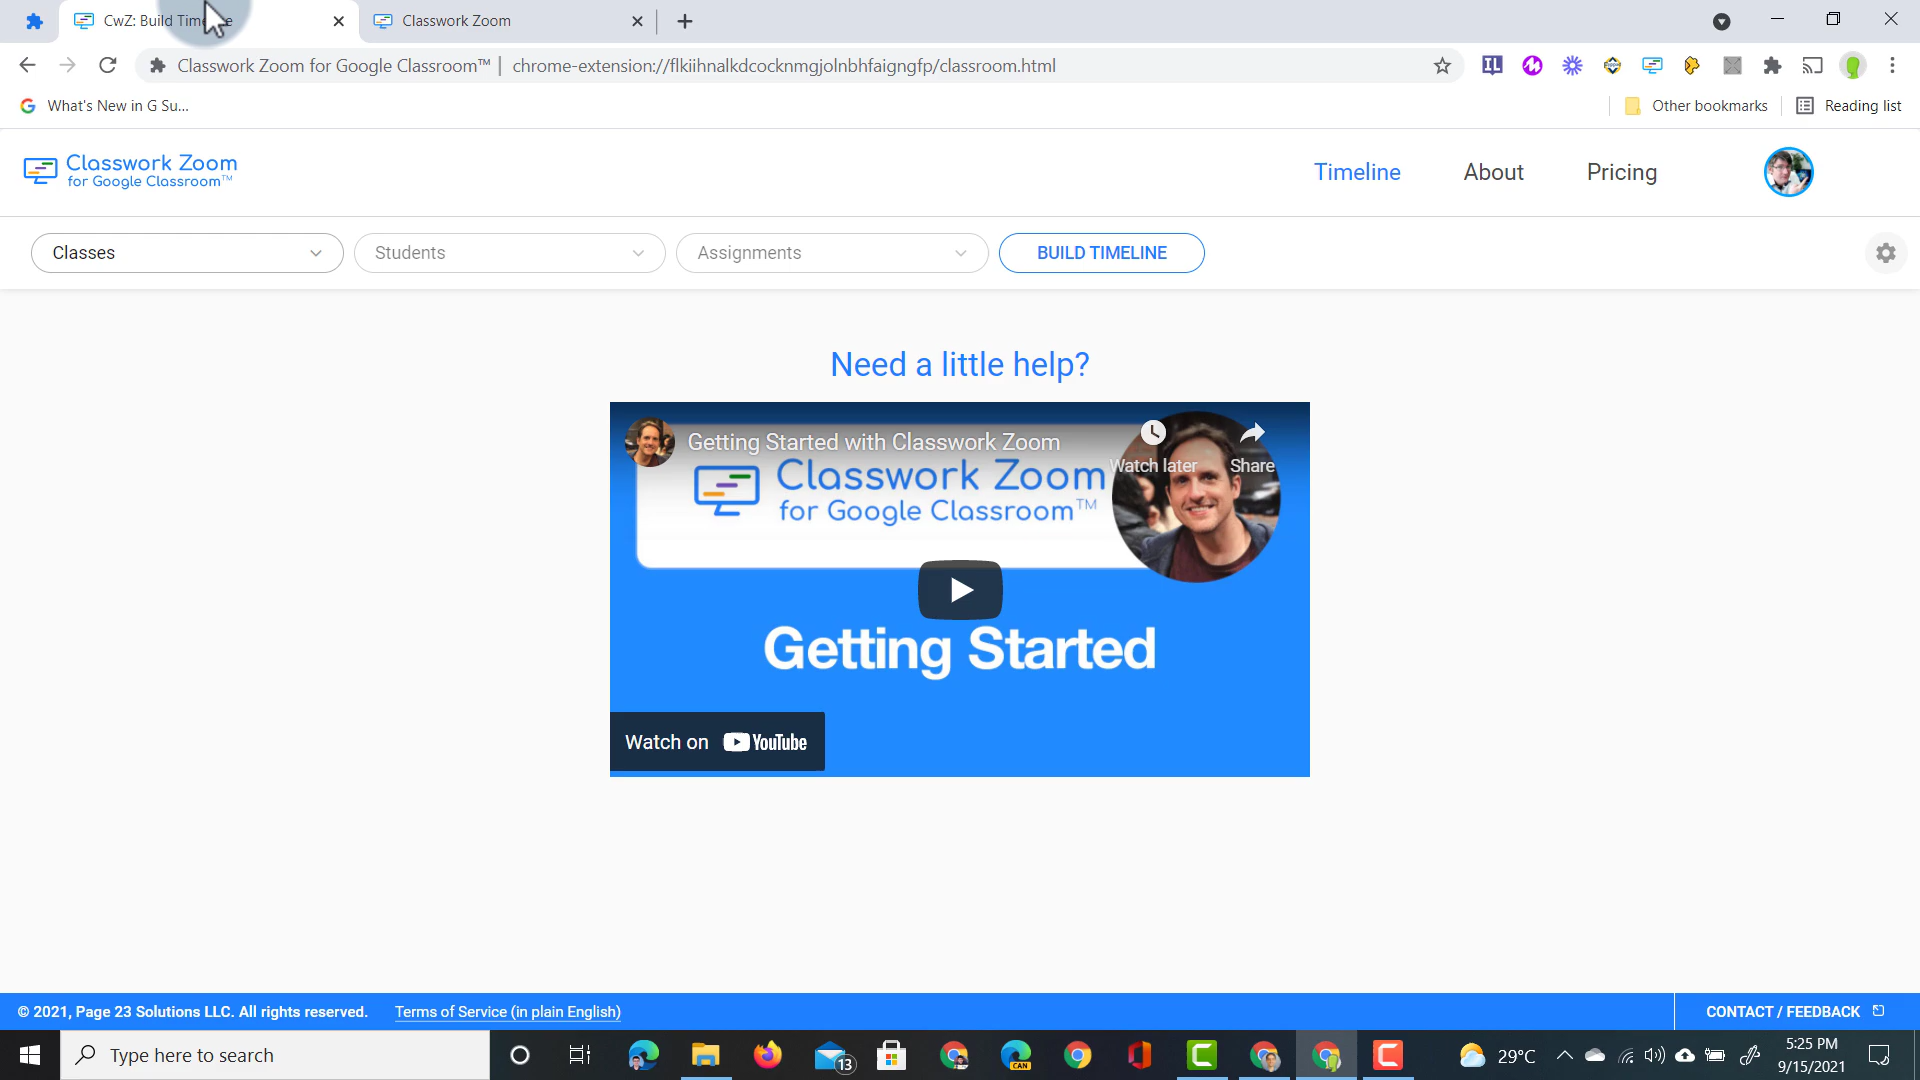 CwZ: Build Tim
Classwork Zoom
Classwork Zoom for Google Classroom™ | chrome-extension://flkiihnalkdcocknmgjolnbhfaigngfp/classroom.html
What's New in G Su...
Other bookmarks
Reading list
Classwork Zoom
for Google Classroom™
Timeline
About
Pricing
Classes
Students
Assignments
BUILD TIMELINE
Need a little help?
Getting Started with Classwork Zoom
Watch later
Share
Classwork Zoom
for Google Classroom™
Getting Started
Watch on YouTube
© 2021, Page 23 Solutions LLC. All rights reserved.
Terms of Service (in plain English)
CONTACT / FEEDBACK
Type here to search
13
CAN
29°C
5:25 PM
9/15/2021